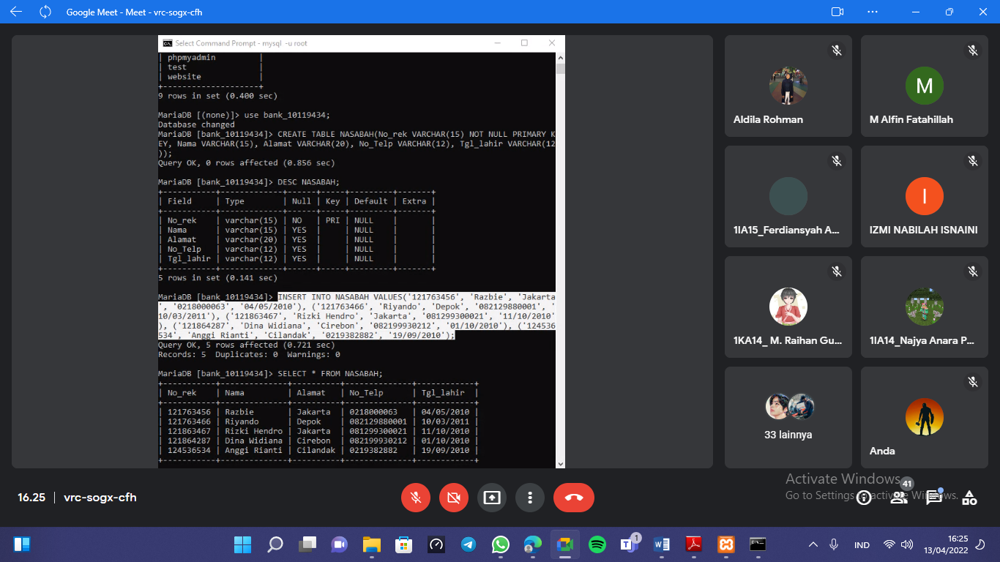 Google Meet - Meet - vrc-sogx-cfh
Select Command Prompt - mysql -u root
| phpmyadmin         |
| test               |
| website            |
+--------------------+
9 rows in set (0.400 sec)
MariaDB [(none)]> use bank_10119434;
Database changed
MariaDB [bank_10119434]> CREATE TABLE NASABAH(No_rek VARCHAR(15) NOT NULL PRIMARY K
EY, Nama VARCHAR(15), Alamat VARCHAR(20), No_Telp VARCHAR(12), Tgl_lahir VARCHAR(12
));
Query OK, 0 rows affected (0.856 sec)
MariaDB [bank_10119434]> DESC NASABAH;
+-----------+-------------+------+-----+---------+-------+
| Field     | Type        | Null | Key | Default | Extra |
+-----------+-------------+------+-----+---------+-------+
| No_rek    | varchar(15) | NO   | PRI | NULL    |       |
| Nama      | varchar(15) | YES  |     | NULL    |       |
| Alamat    | varchar(20) | YES  |     | NULL    |       |
| No_Telp   | varchar(12) | YES  |     | NULL    |       |
| Tgl_lahir | varchar(12) | YES  |     | NULL    |       |
+-----------+-------------+------+-----+---------+-------+
5 rows in set (0.141 sec)
MariaDB [bank_10119434]> INSERT INTO NASABAH VALUES('121763456', 'Razbie', 'Jakarta
', '0218000063', '04/05/2010'), ('121763466', 'Riyando', 'Depok', '082129880001', '
10/03/2011'), ('121863467', 'Rizki Hendro', 'Jakarta', '081299300021', '11/10/2010'
), ('121864287', 'Dina Widiana', 'Cirebon', '082199930212', '01/10/2010'), ('124536
534', 'Anggi Rianti', 'Cilandak', '0219382882', '19/09/2010');
Query OK, 5 rows affected (0.721 sec)
Records: 5  Duplicates: 0  Warnings: 0
MariaDB [bank_10119434]> SELECT * FROM NASABAH;
+-----------+--------------+----------+--------------+------------+
| No_rek    | Nama         | Alamat   | No_Telp      | Tgl_lahir  |
+-----------+--------------+----------+--------------+------------+
| 121763456 | Razbie       | Jakarta  | 0218000063   | 04/05/2010 |
| 121763466 | Riyando      | Depok    | 082129880001 | 10/03/2011 |
| 121863467 | Rizki Hendro | Jakarta  | 081299300021 | 11/10/2010 |
| 121864287 | Dina Widiana | Cirebon  | 082199930212 | 01/10/2010 |
| 124536534 | Anggi Rianti | Cilandak | 0219382882   | 19/09/2010 |
+-----------+--------------+----------+--------------+------------+
Aldila Rohman
M
M Alfin Fatahillah
1IA15_Ferdiansyah A...
I
IZMI NABILAH ISNAINI
1KA14_ M. Raihan Gu...
1IA14_Najya Anara P...
33 lainnya
Anda
16.25 | vrc-sogx-cfh
Activate Windows
Go to Settings to activate Windows.
41
1
IND
16:25
13/04/2022